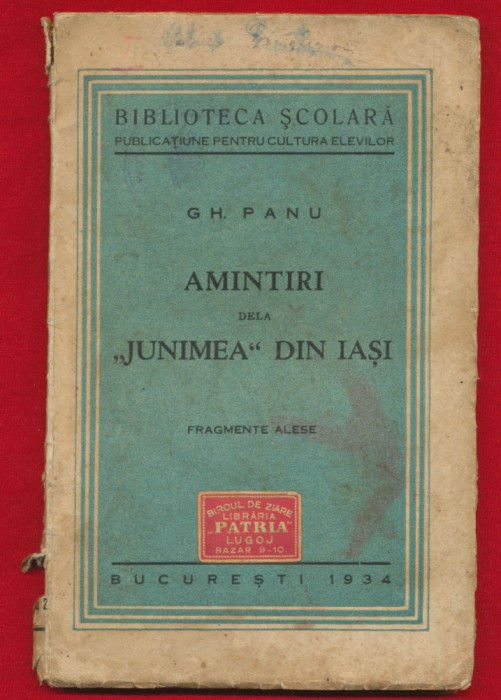 BIBLIOTECA ȘCOLARĂ
PUBLICAȚIUNE PENTRU CULTURA ELEVILOR
GH. PANU
AMINTIRI
DELA
„JUNIMEA“ DIN IAȘI
FRAGMENTE ALESE
BIROUL DE ZIARE
LIBRĂRIA
„PATRIA”
LUGOJ
BAZAR 9-10
BUCUREȘTI 1934